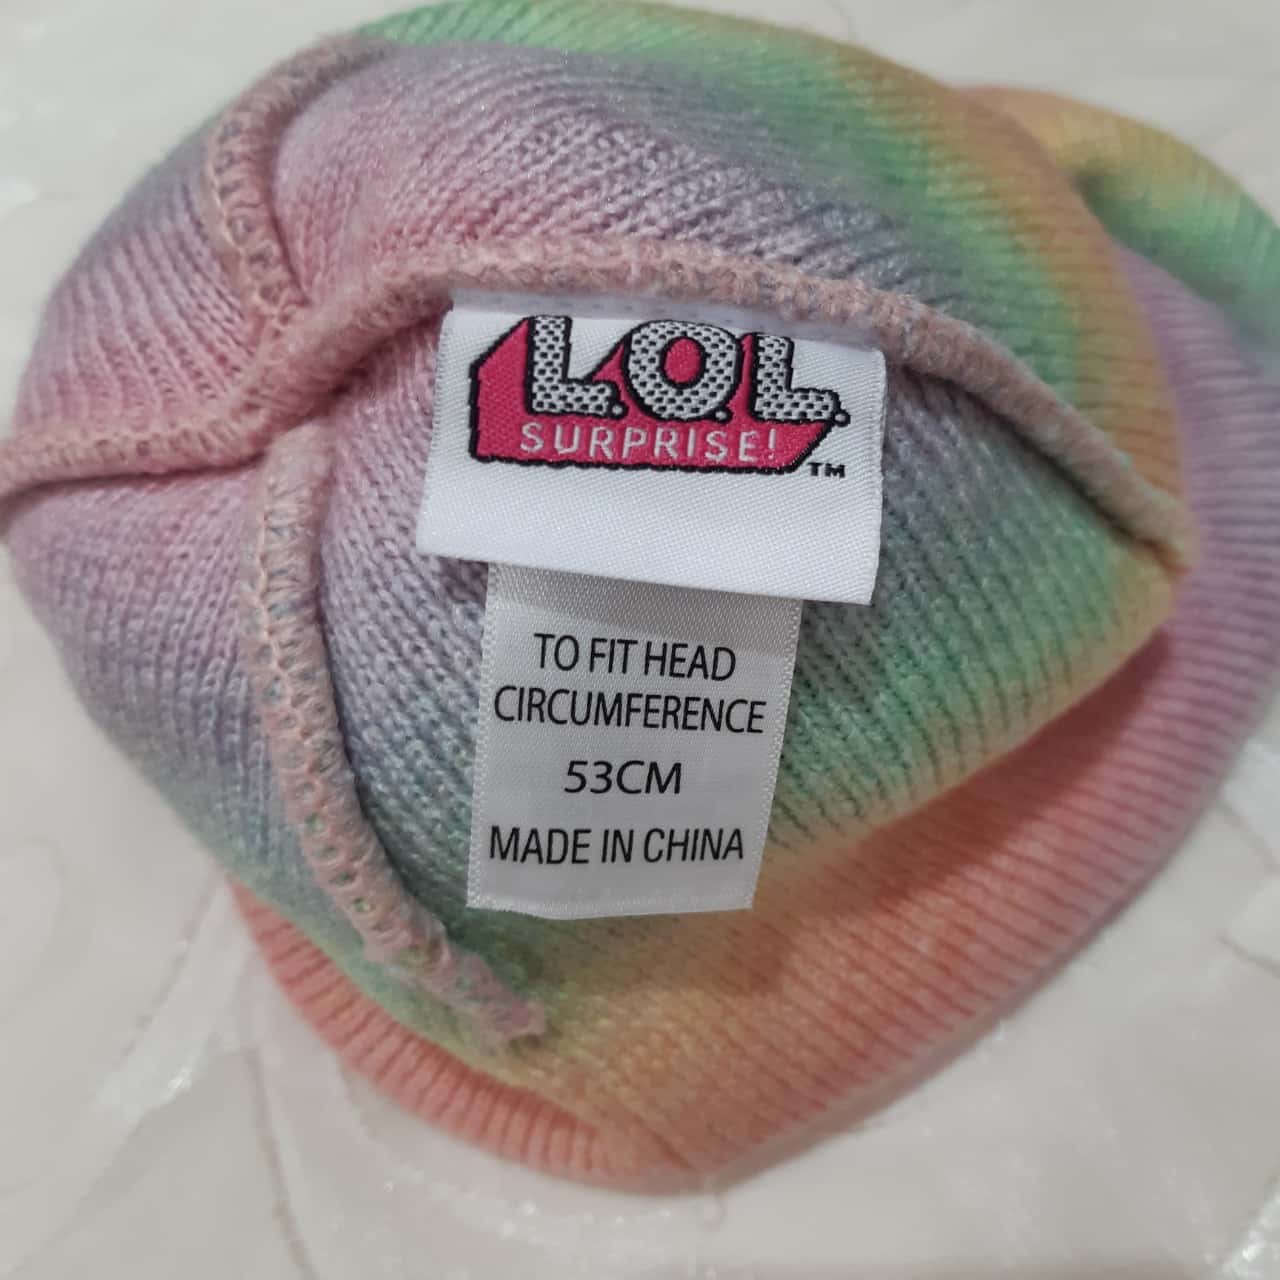 L.O.L.
SURPRISE!
TM
TO FIT HEAD
CIRCUMFERENCE
53CM
MADE IN CHINA